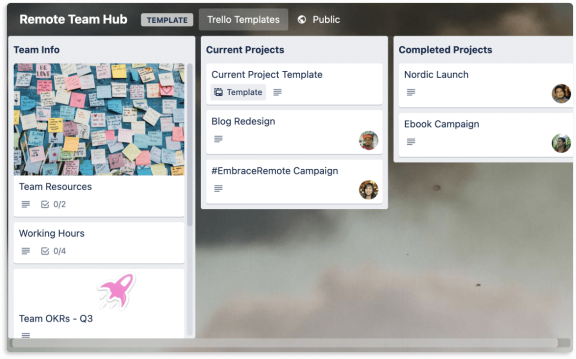 Remote Team Hub
TEMPLATE
Trello Templates
Public
Team Info
Team Resources
0/2
Working Hours
0/4
Team OKRs - Q3
Current Projects
Current Project Template
Template
Blog Redesign
#EmbraceRemote Campaign
Completed Projects
Nordic Launch
Ebook Campaign